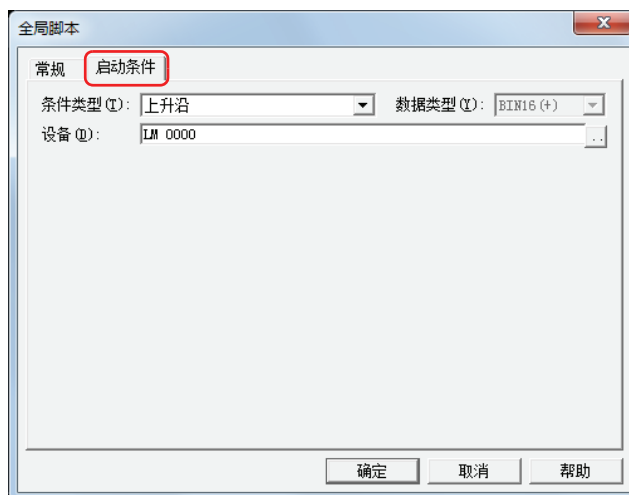 全局脚本
常规 启动条件
条件类型(T): 上升沿 数据类型(Y): BIN16(+)
设备(D): LM 0000 ..
确定 取消 帮助